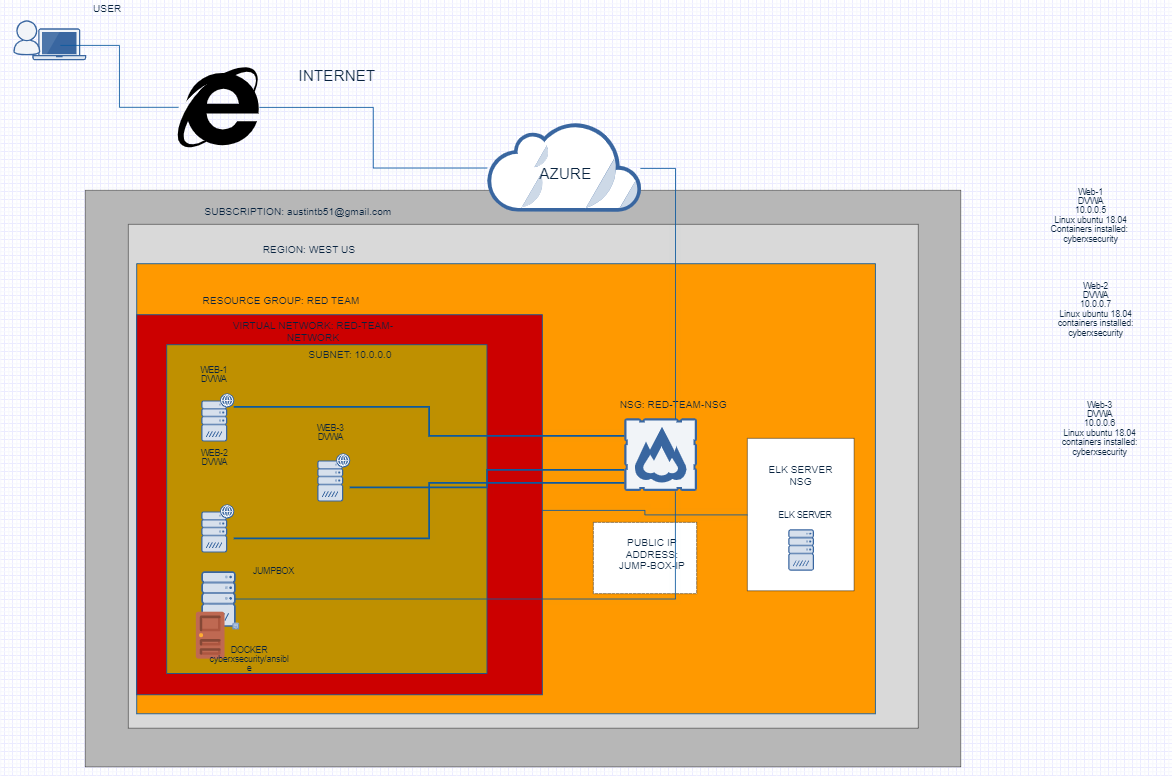 USER
INTERNET
AZURE
SUBSCRIPTION: austintb51@gmail.com
REGION: WEST US
RESOURCE GROUP: RED TEAM
VIRTUAL NETWORK: RED-TEAM-
NETWORK
SUBNET: 10.0.0.0
WEB-1
DVWA
WEB-2
DVWA
WEB-3
DVWA
JUMPBOX
DOCKER
cyberxsecurity/ansibl
e
NSG: RED-TEAM-NSG
PUBLIC IP
ADDRESS:
JUMP-BOX-IP
ELK SERVER
NSG
ELK SERVER
Web-1
DVWA
10.0.0.5
Linux ubuntu 18.04
Containers installed:
cyberxsecurity
Web-2
DVWA
10.0.0.7
Linux ubuntu 18.04
containers installed:
cyberxsecurity
Web-3
DVWA
10.0.0.6
Linux ubuntu 18.04
containers installed:
cyberxsecurity